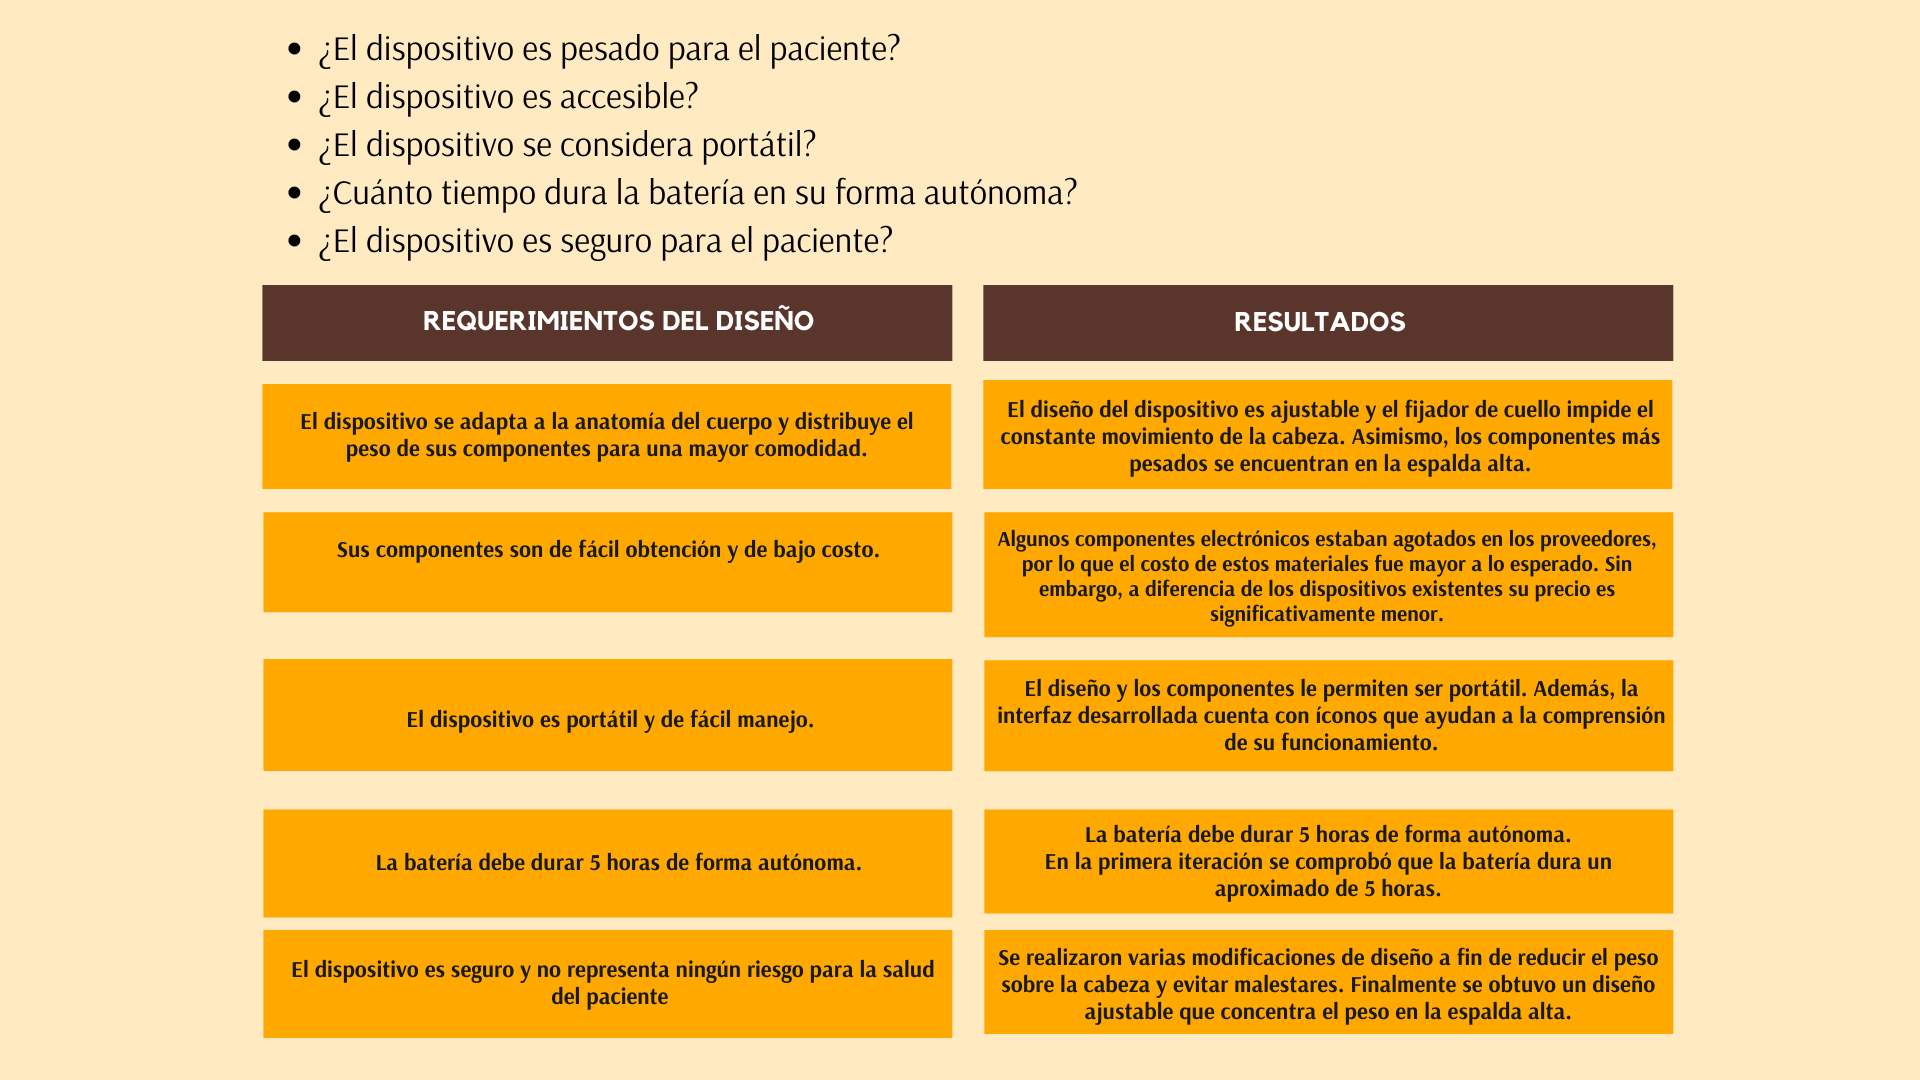 • ¿El dispositivo es pesado para el paciente?
• ¿El dispositivo es accesible?
• ¿El dispositivo se considera portátil?
• ¿Cuánto tiempo dura la batería en su forma autónoma?
• ¿El dispositivo es seguro para el paciente?
REQUERIMIENTOS DEL DISEÑO
RESULTADOS
El dispositivo se adapta a la anatomía del cuerpo y distribuye el
peso de sus componentes para una mayor comodidad.
El diseño del dispositivo es ajustable y el fijador de cuello impide el
constante movimiento de la cabeza. Asimismo, los componentes más
pesados se encuentran en la espalda alta.
Sus componentes son de fácil obtención y de bajo costo.
Algunos componentes electrónicos estaban agotados en los proveedores,
por lo que el costo de estos materiales fue mayor a lo esperado. Sin
embargo, a diferencia de los dispositivos existentes su precio es
significativamente menor.
El dispositivo es portátil y de fácil manejo.
El diseño y los componentes le permiten ser portátil. Además, la
interfaz desarrollada cuenta con íconos que ayudan a la comprensión
de su funcionamiento.
La batería debe durar 5 horas de forma autónoma.
La batería debe durar 5 horas de forma autónoma.
En la primera iteración se comprobó que la batería dura un
aproximado de 5 horas.
El dispositivo es seguro y no representa ningún riesgo para la salud
del paciente
Se realizaron varias modificaciones de diseño a fin de reducir el peso
sobre la cabeza y evitar malestares. Finalmente se obtuvo un diseño
ajustable que concentra el peso en la espalda alta.